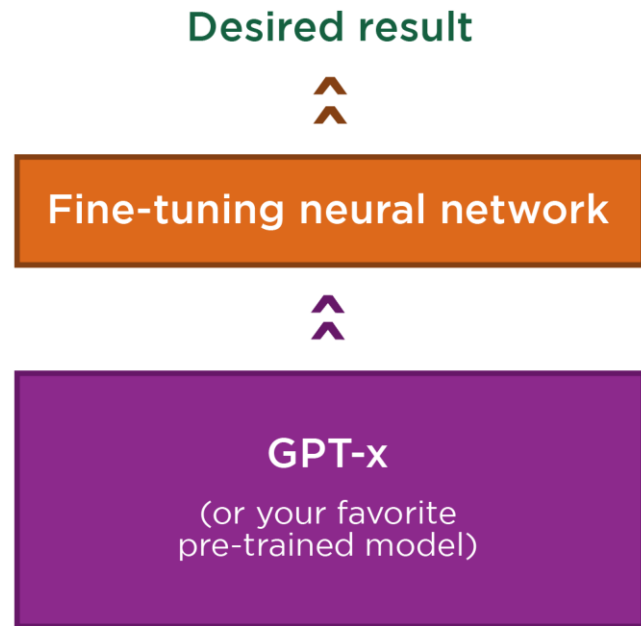 Desired result
Fine-tuning neural network
GPT-x
(or your favorite
pre-trained model)